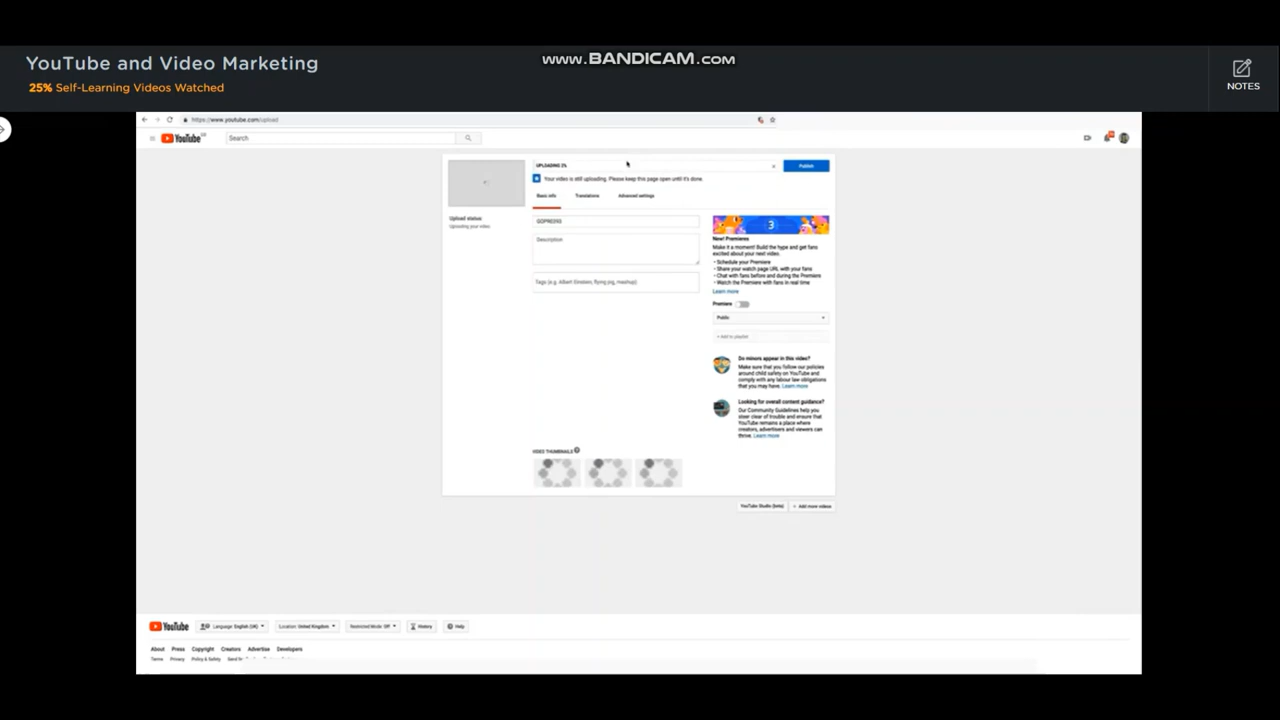 YouTube and Video Marketing
25% Self-Learning Videos Watched
www.BANDICAM.com
NOTES
https://www.youtube.com/upload
YouTube GB
Search
UPLOADING 2%
Publish
Your video is still uploading. Please keep this page open until it's done.
Basic info Translations Advanced settings
Upload status:
Uploading your video.
Description
Tags (e.g. Albert Einstein, flying pig, mashup)
3
New! Premieres
Make it a moment! Build the hype and get fans
excited about your next video.
• Schedule your Premiere
• Share your watch page URL with your fans
• Chat with fans before and during the Premiere
• Watch the Premiere with fans in real time
Learn more
Premiere
Public
+ Add to playlist
Do minors appear in this video?
Make sure that you follow our policies
around child safety on YouTube and
comply with any labour law obligations
that you may have. Learn more
Looking for overall content guidance?
Our Community Guidelines help you
steer clear of trouble and ensure that
YouTube remains a place where
creators, advertisers and viewers can
thrive. Learn more
VIDEO THUMBNAILS
YouTube Studio (beta) + Add more videos
YouTube Language: English (UK) Location: United Kingdom Restricted Mode: Off History Help
About Press Copyright Creators Advertise Developers
Terms Privacy Policy & Safety